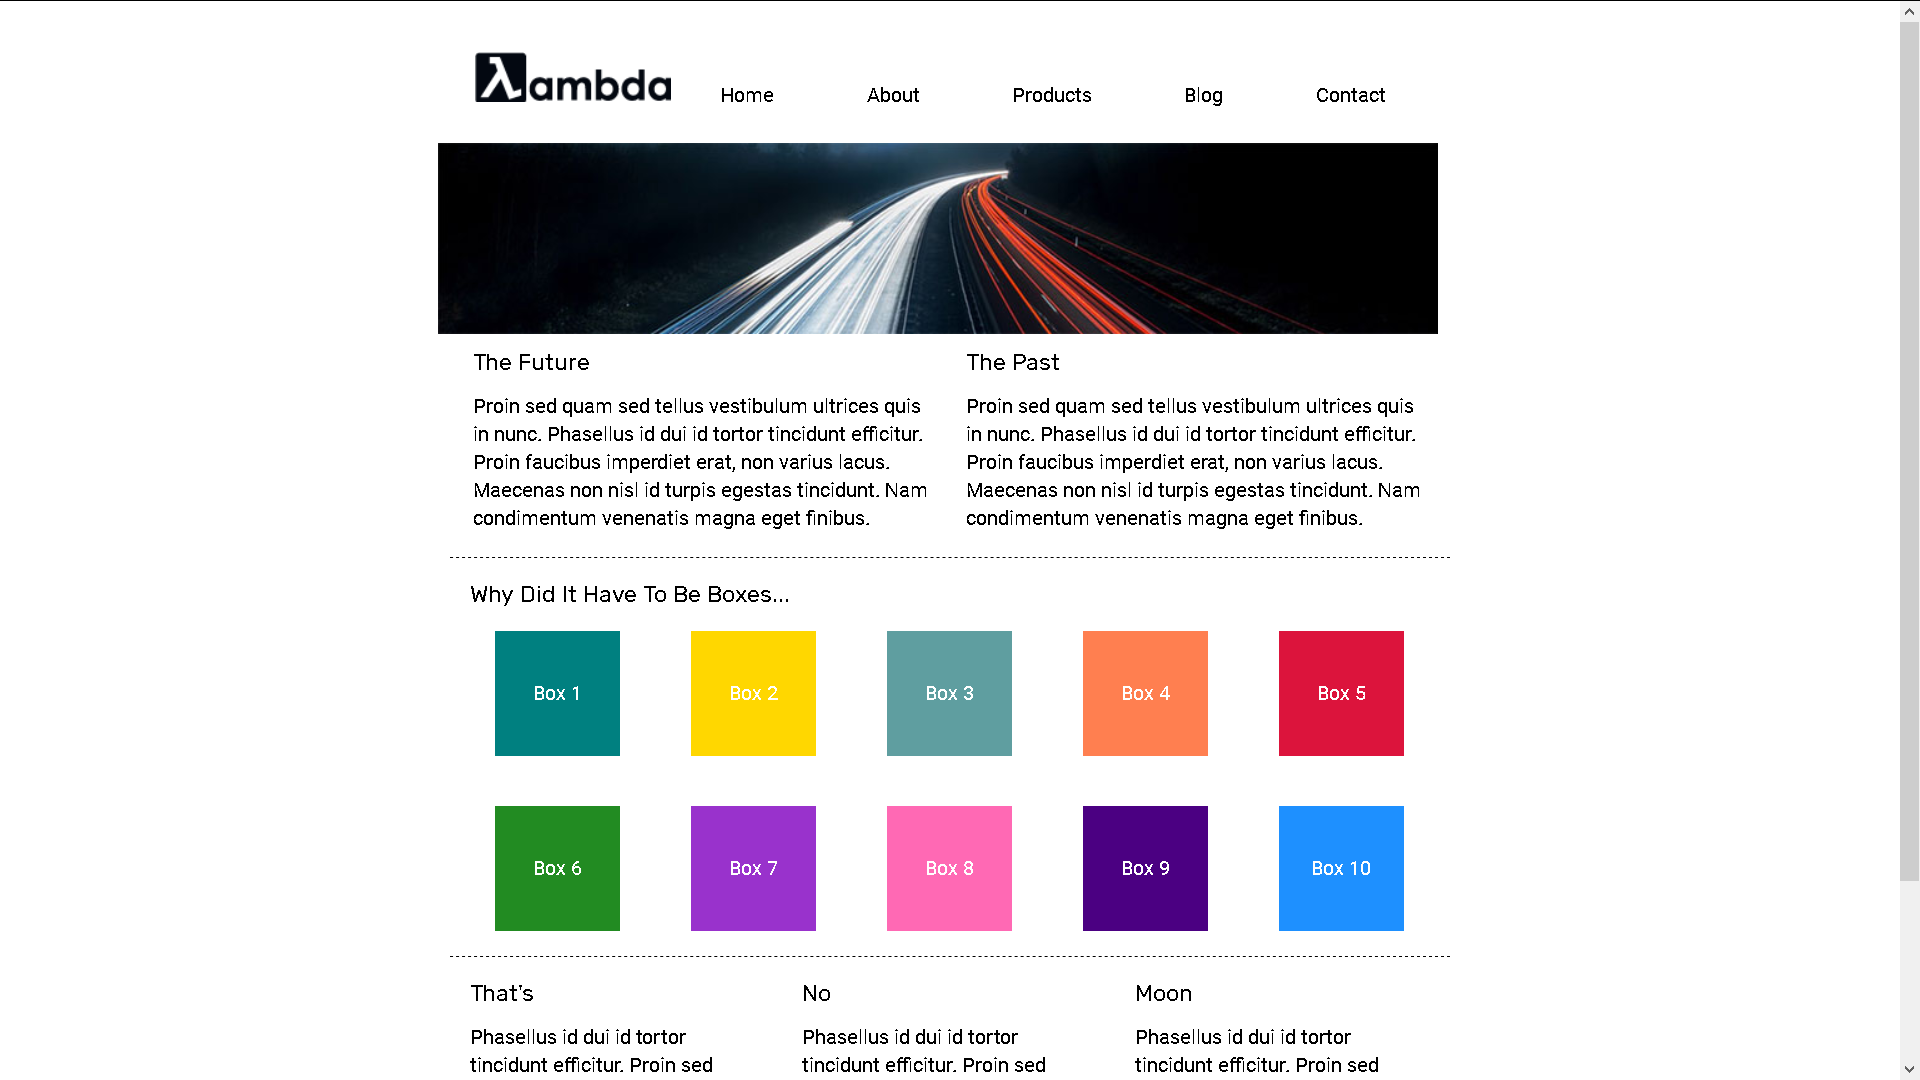 λambda
Home About Products Blog Contact
The Future
Proin sed quam sed tellus vestibulum ultrices quis
in nunc. Phasellus id dui id tortor tincidunt efficitur.
Proin faucibus imperdiet erat, non varius lacus.
Maecenas non nisl id turpis egestas tincidunt. Nam
condimentum venenatis magna eget finibus.
The Past
Proin sed quam sed tellus vestibulum ultrices quis
in nunc. Phasellus id dui id tortor tincidunt efficitur.
Proin faucibus imperdiet erat, non varius lacus.
Maecenas non nisl id turpis egestas tincidunt. Nam
condimentum venenatis magna eget finibus.
Why Did It Have To Be Boxes...
Box 1 Box 2 Box 3 Box 4 Box 5
Box 6 Box 7 Box 8 Box 9 Box 10
That's
Phasellus id dui id tortor
tincidunt efficitur. Proin sed
No
Phasellus id dui id tortor
tincidunt efficitur. Proin sed
Moon
Phasellus id dui id tortor
tincidunt efficitur. Proin sed